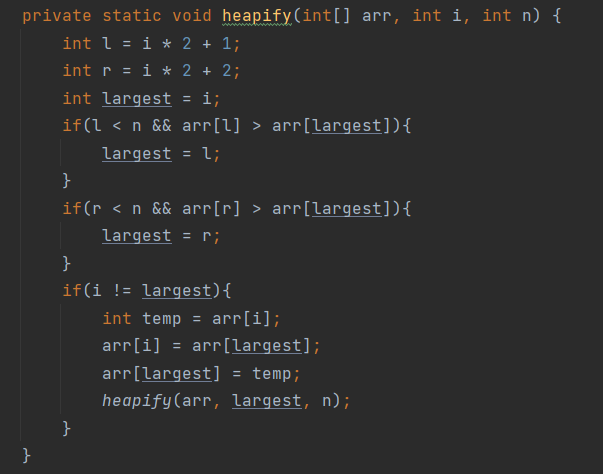 private static void heapify(int[] arr, int i, int n) {
    int l = i * 2 + 1;
    int r = i * 2 + 2;
    int largest = i;
    if(l < n && arr[l] > arr[largest]){
        largest = l;
    }
    if(r < n && arr[r] > arr[largest]){
        largest = r;
    }
    if(i != largest){
        int temp = arr[i];
        arr[i] = arr[largest];
        arr[largest] = temp;
        heapify(arr, largest, n);
    }
}